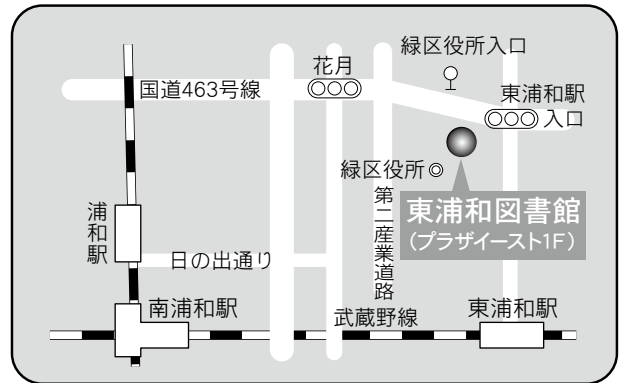 緑区役所入口
花月
国道463号線
東浦和駅
入口
緑区役所
東浦和図書館
(プラザイースト1F)
第二産業道路
浦和駅
日の出通り
南浦和駅
武蔵野線
東浦和駅